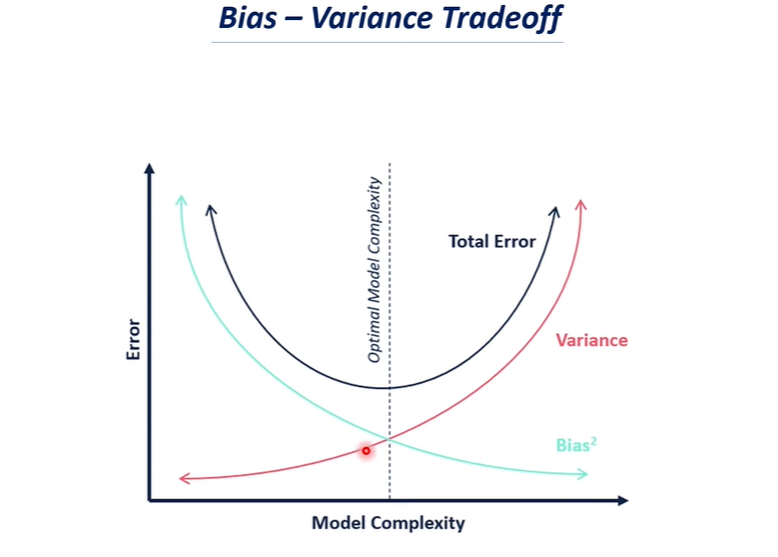 Bias – Variance Tradeoff
Optimal Model Complexity
Total Error
Error
Variance
Bias²
Model Complexity